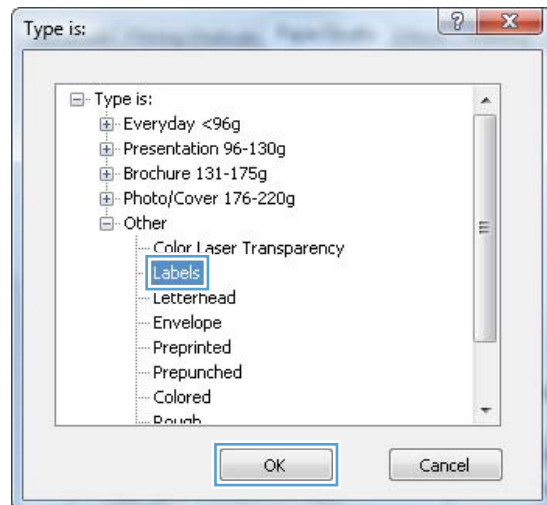 Type is:
Type is:
Everyday <96g
Presentation 96-130g
Brochure 131-175g
Photo/Cover 176-220g
Other
Color Laser Transparency
Labels
Letterhead
Envelope
Preprinted
Prepunched
Colored
Rough
OK Cancel